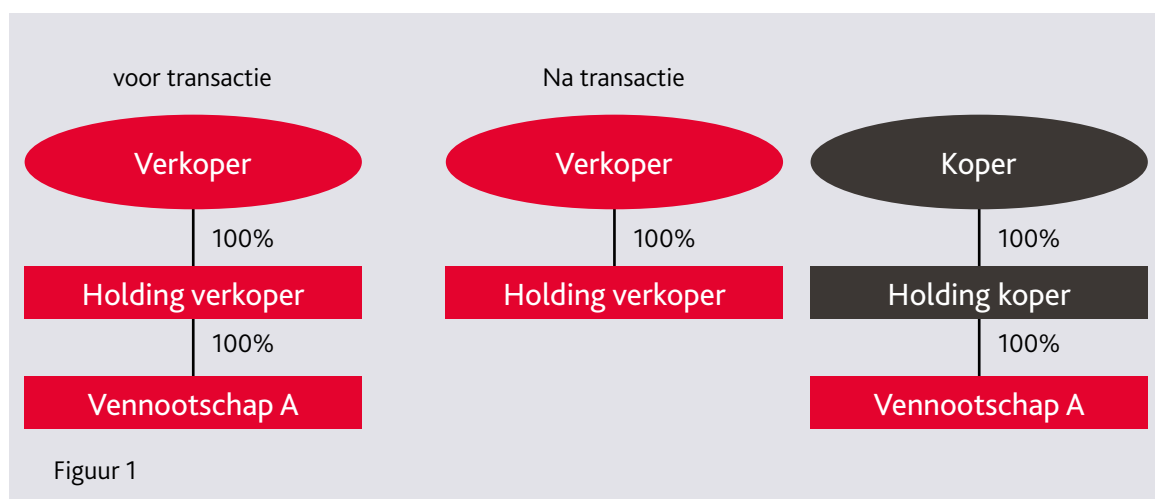 voor transactie
Na transactie
Verkoper
Verkoper
Koper
100%
100%
100%
Holding verkoper
Holding verkoper
Holding koper
100%
100%
Vennootschap A
Vennootschap A
Figuur 1